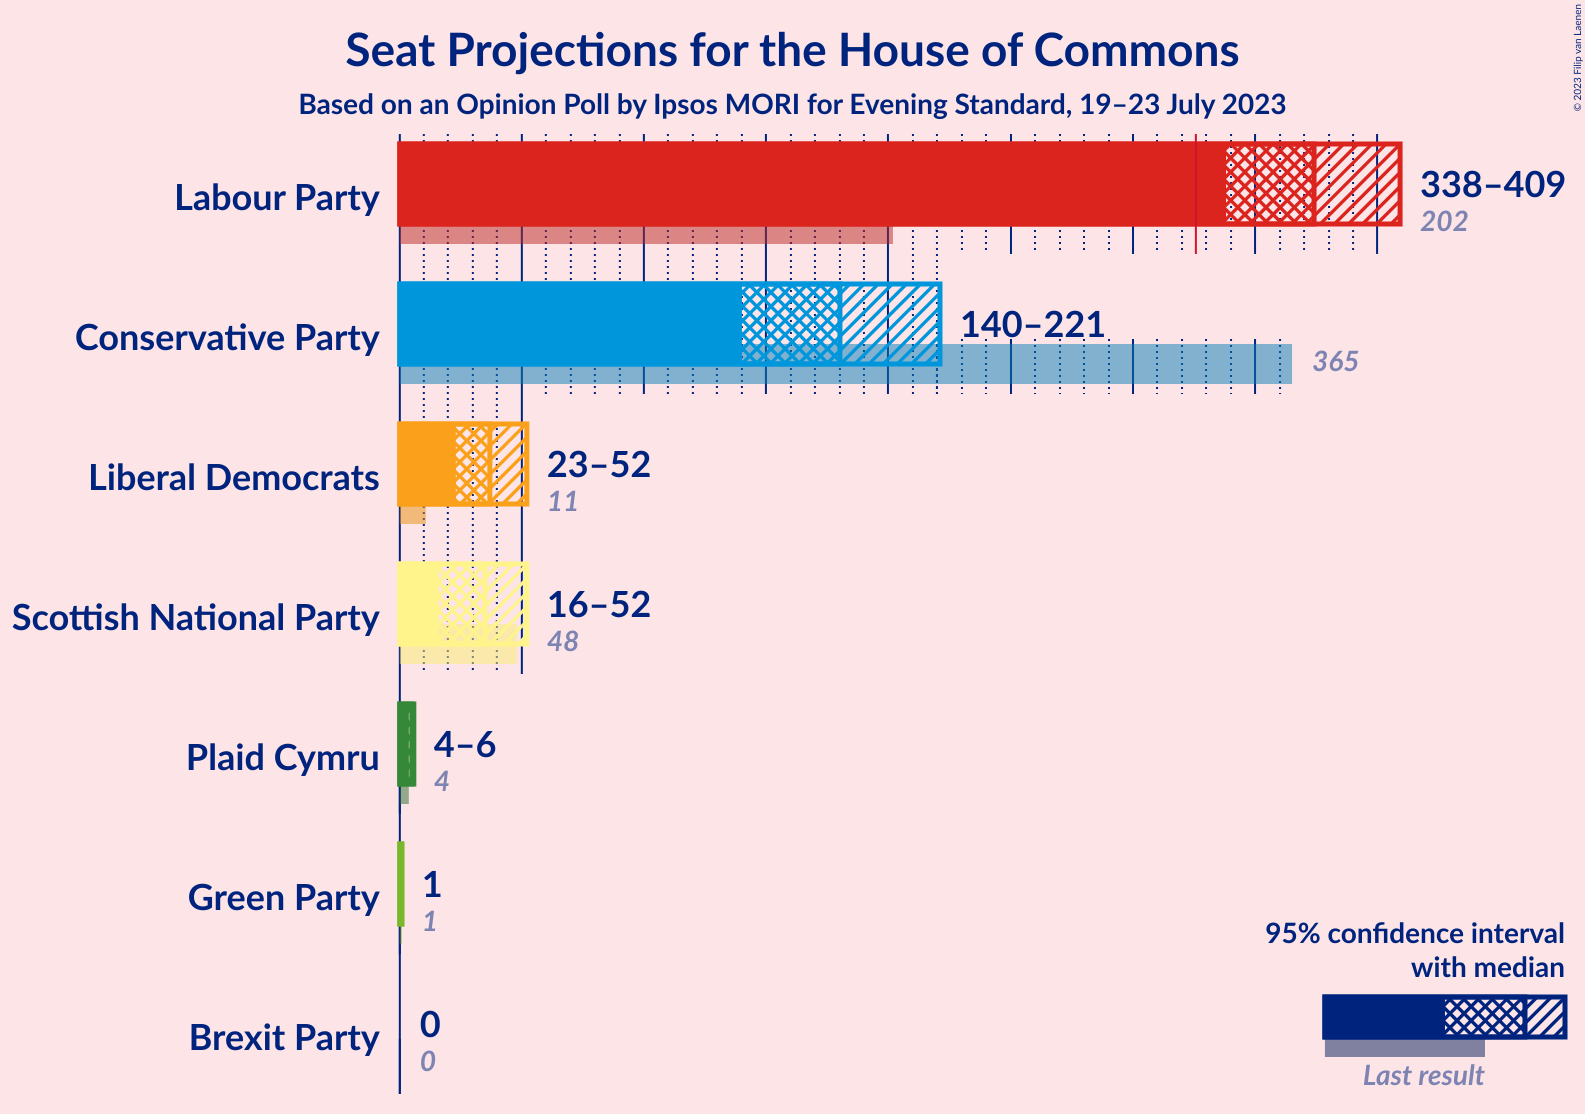 Seat Projections for the House of Commons
Based on an Opinion Poll by Ipsos MORI for Evening Standard, 19–23 July 2023
© 2023 Filip van Laenen
Labour Party
338–409
202
Conservative Party
140–221
365
Liberal Democrats
23–52
11
Scottish National Party
16–52
48
Plaid Cymru
4–6
4
Green Party
1
1
Brexit Party
0
0
95% confidence interval
with median
Last result